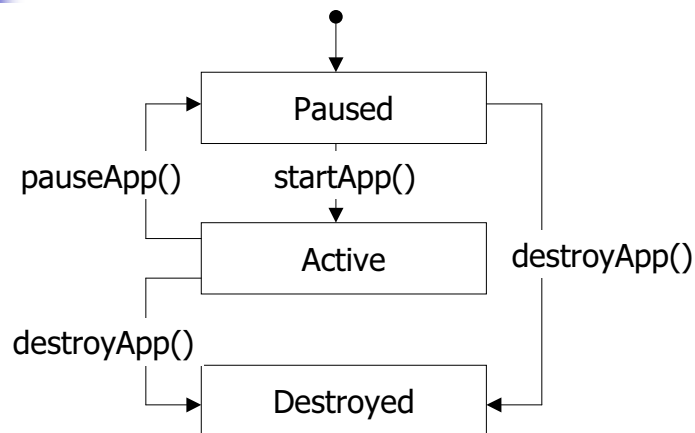 Paused
pauseApp()
startApp()
Active
destroyApp()
destroyApp()
Destroyed